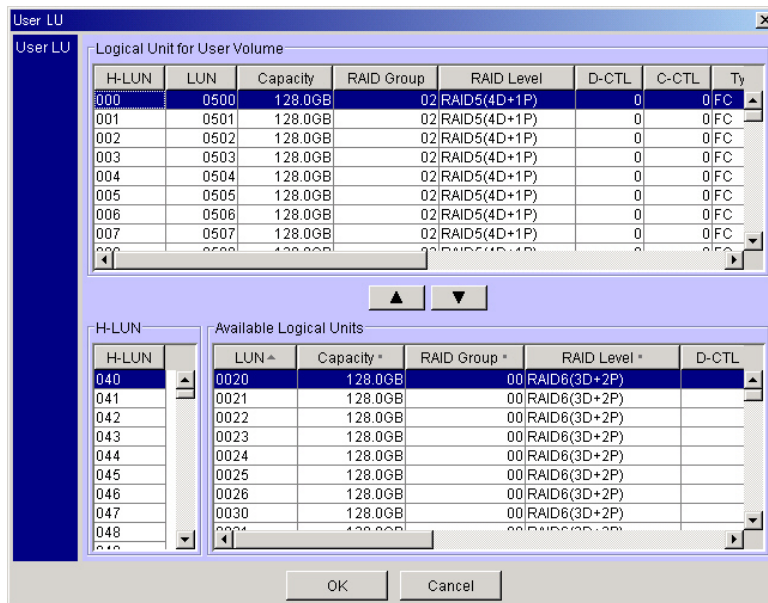 User LU
User LU
Logical Unit for User Volume
H-LUN LUN Capacity RAID Group RAID Level D-CTL C-CTL
000 0500 128.0GB 02 RAID5(4D+1P) 0 0 FC
001 0501 128.0GB 02 RAID5(4D+1P) 0 0 FC
002 0502 128.0GB 02 RAID5(4D+1P) 0 0 FC
003 0503 128.0GB 02 RAID5(4D+1P) 0 0 FC
004 0504 128.0GB 02 RAID5(4D+1P) 0 0 FC
005 0505 128.0GB 02 RAID5(4D+1P) 0 0 FC
006 0506 128.0GB 02 RAID5(4D+1P) 0 0 FC
007 0507 128.0GB 02 RAID5(4D+1P) 0 0 FC
H-LUN
H-LUN
040
041
042
043
044
045
046
047
048
Available Logical Units
LUN Capacity RAID Group RAID Level D-CTL
0020 128.0GB 00 RAID6(3D+2P)
0021 128.0GB 00 RAID6(3D+2P)
0022 128.0GB 00 RAID6(3D+2P)
0023 128.0GB 00 RAID6(3D+2P)
0024 128.0GB 00 RAID6(3D+2P)
0025 128.0GB 00 RAID6(3D+2P)
0026 128.0GB 00 RAID6(3D+2P)
0030 128.0GB 00 RAID6(3D+2P)
OK
Cancel